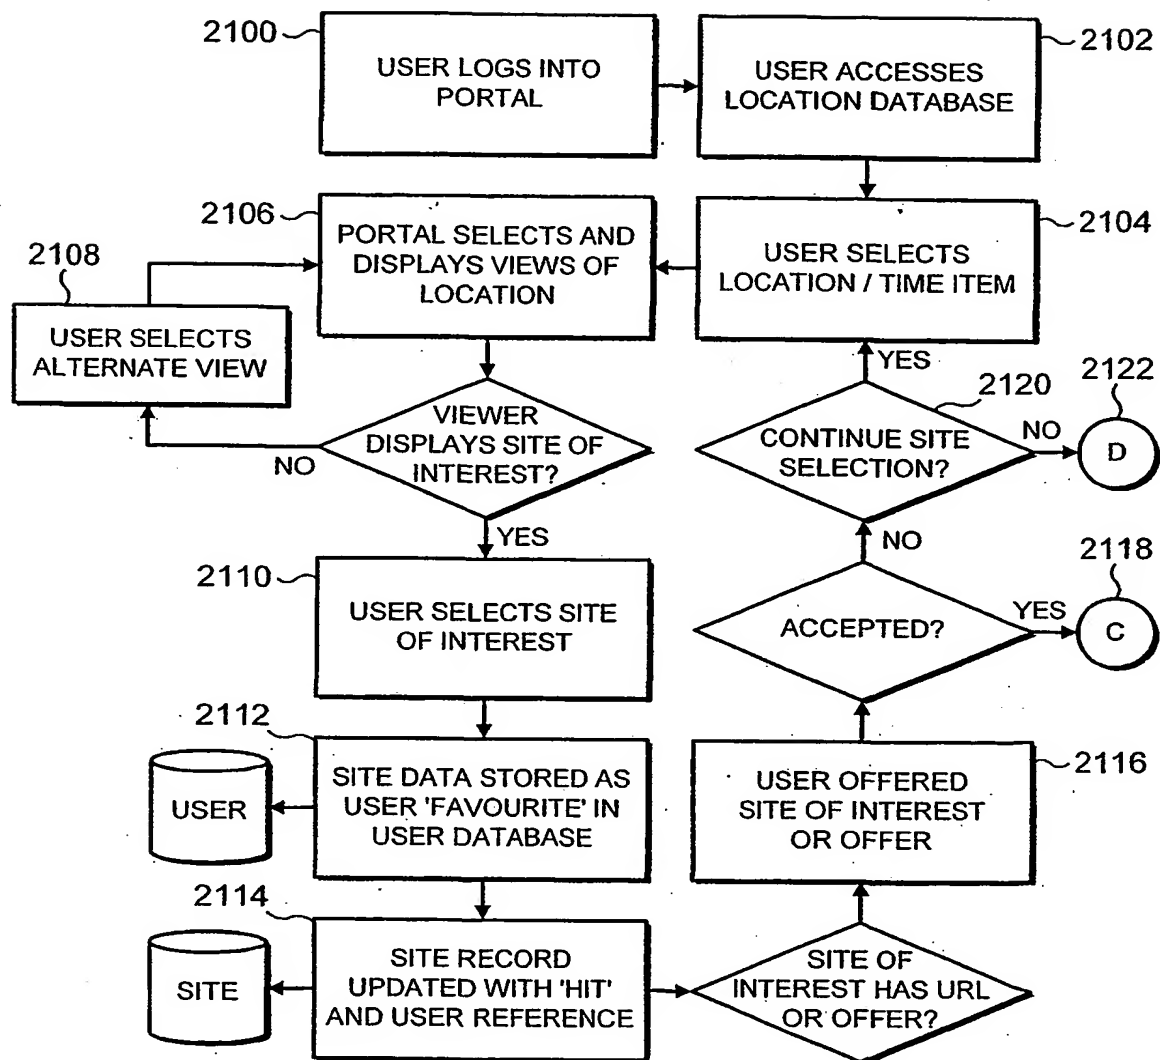 2100
USER LOGS INTO
PORTAL
2102
USER ACCESSES
LOCATION DATABASE
2106
PORTAL SELECTS AND
DISPLAYS VIEWS OF
LOCATION
2104
USER SELECTS
LOCATION / TIME ITEM
2108
USER SELECTS
ALTERNATE VIEW
VIEWER
DISPLAYS SITE OF
INTEREST?
NO
YES
YES
2120
CONTINUE SITE
SELECTION?
NO
2122
D
2110
USER SELECTS SITE
OF INTEREST
NO
ACCEPTED?
YES
2118
C
2112
SITE DATA STORED AS
USER 'FAVOURITE' IN
USER DATABASE
USER
2116
USER OFFERED
SITE OF INTEREST
OR OFFER
2114
SITE RECORD
UPDATED WITH 'HIT'
AND USER REFERENCE
SITE
SITE OF
INTEREST HAS URL
OR OFFER?